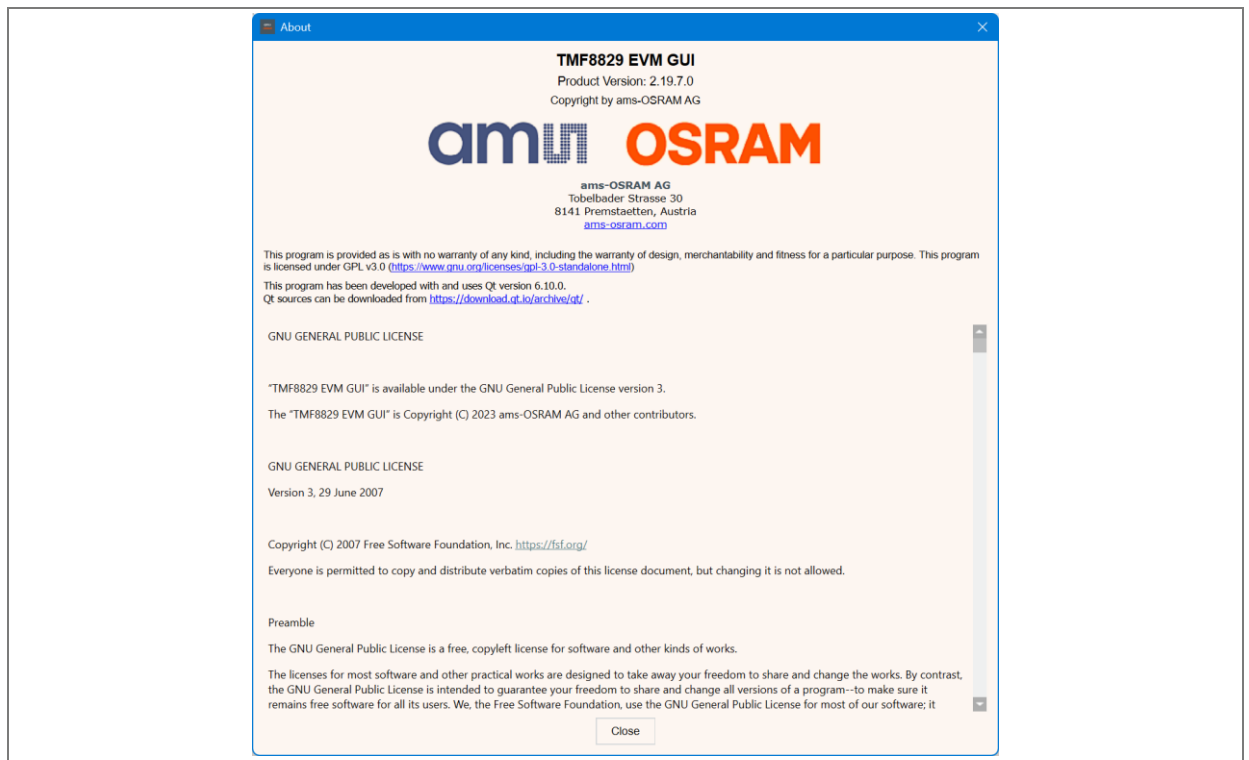 About
TMF8829 EVM GUI
Product Version: 2.19.7.0
Copyright by ams-OSRAM AG
am OSRAM
ams-OSRAM AG
Tobelbader Strasse 30
8141 Premstaetten, Austria
ams-osram.com
This program is provided as is with no warranty of any kind, including the warranty of design, merchantability and fitness for a particular purpose. This program
is licensed under GPL v3.0 (https://www.gnu.org/licenses/gpl-3.0-standalone.html)
This program has been developed with and uses Qt version 6.10.0.
Qt sources can be downloaded from https://download.qt.io/archive/qt/ .
GNU GENERAL PUBLIC LICENSE
"TMF8829 EVM GUI" is available under the GNU General Public License version 3.
The "TMF8829 EVM GUI" is Copyright (C) 2023 ams-OSRAM AG and other contributors.
GNU GENERAL PUBLIC LICENSE
Version 3, 29 June 2007
Copyright (C) 2007 Free Software Foundation, Inc. https://fsf.org/
Everyone is permitted to copy and distribute verbatim copies of this license document, but changing it is not allowed.
Preamble
The GNU General Public License is a free, copyleft license for software and other kinds of works.
The licenses for most software and other practical works are designed to take away your freedom to share and change the works. By contrast,
the GNU General Public License is intended to guarantee your freedom to share and change all versions of a program--to make sure it
remains free software for all its users. We, the Free Software Foundation, use the GNU General Public License for most of our software; it
Close